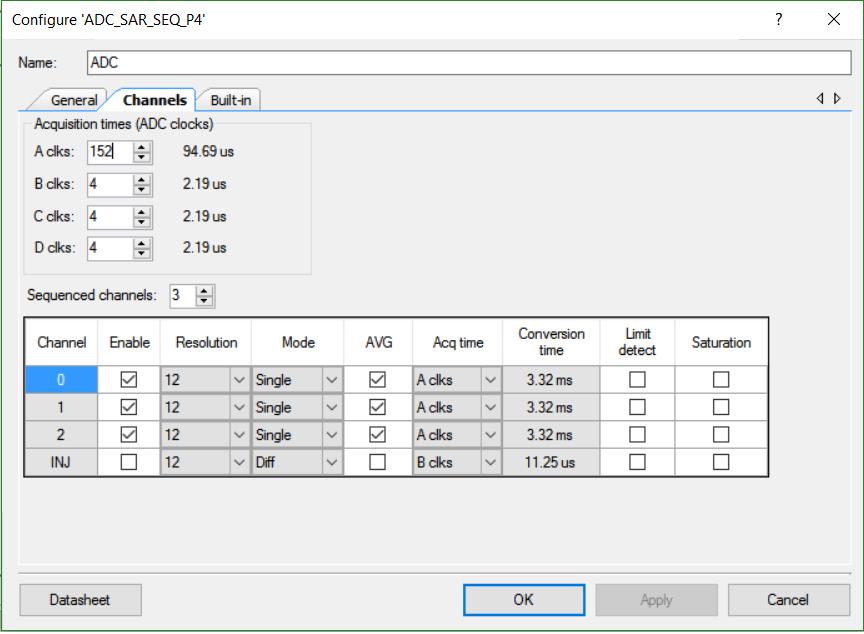 Configure 'ADC_SAR_SEQ_P4'
?
Name: ADC
General Channels Built-in
Acquisition times (ADC clocks)
A clks: 152 94.69 us
B clks: 4 2.19 us
C clks: 4 2.19 us
D clks: 4 2.19 us
Sequenced channels: 3
Channel Enable Resolution Mode AVG Acq time Conversion time Limit detect Saturation
0 12 Single A clks 3.32 ms
1 12 Single A clks 3.32 ms
2 12 Single A clks 3.32 ms
INJ 12 Diff B clks 11.25 us
Datasheet OK Apply Cancel